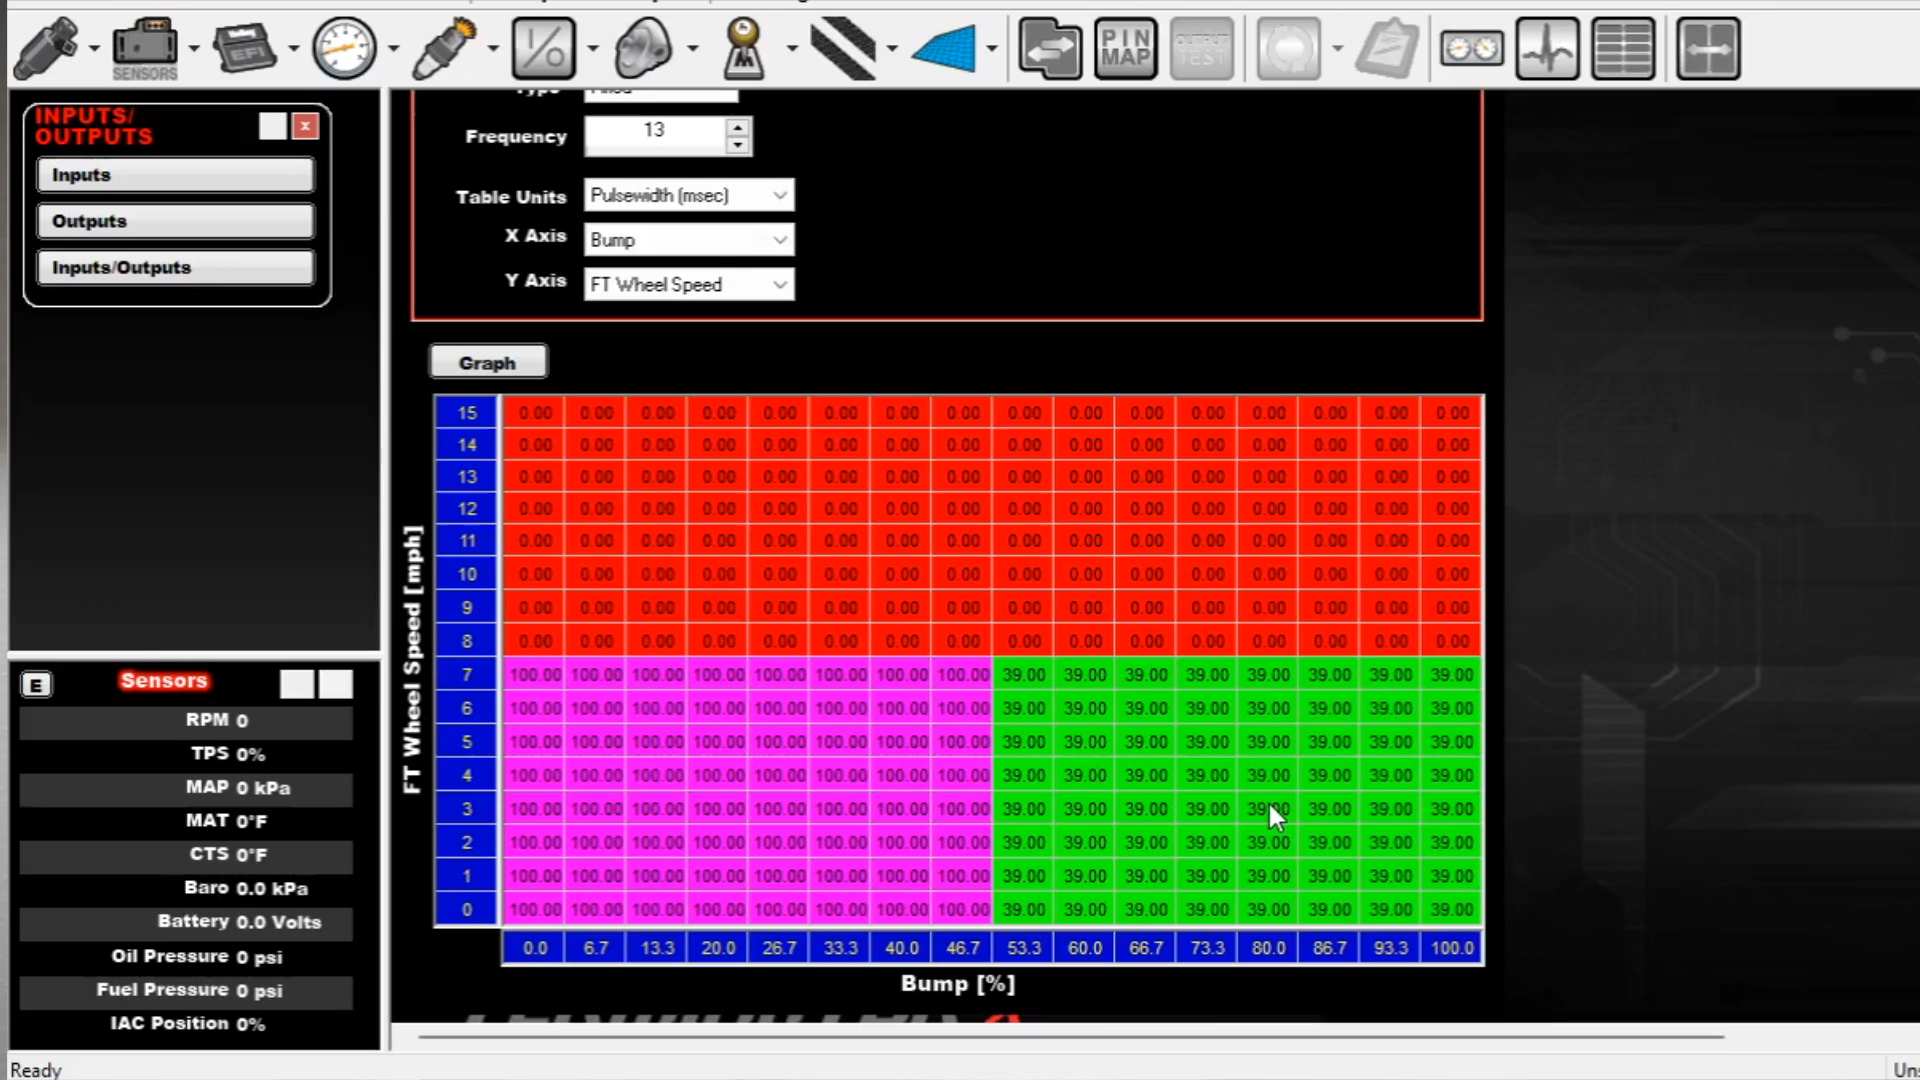 SENSORS
Holley
EFI
1/0
PIN
MAP
OUTPUT
TEST
INPUTS/
OUTPUTS
x
Inputs
Outputs
Inputs/Outputs
Type
Frequency 13
Table Units Pulsewidth (msec)
X Axis Bump
Y Axis FT Wheel Speed
Graph
FT Wheel Speed [mph]
15 0.00 0.00 0.00 0.00 0.00 0.00 0.00 0.00 0.00 0.00 0.00 0.00 0.00 0.00 0.00 0.00
14 0.00 0.00 0.00 0.00 0.00 0.00 0.00 0.00 0.00 0.00 0.00 0.00 0.00 0.00 0.00 0.00
13 0.00 0.00 0.00 0.00 0.00 0.00 0.00 0.00 0.00 0.00 0.00 0.00 0.00 0.00 0.00 0.00
12 0.00 0.00 0.00 0.00 0.00 0.00 0.00 0.00 0.00 0.00 0.00 0.00 0.00 0.00 0.00 0.00
11 0.00 0.00 0.00 0.00 0.00 0.00 0.00 0.00 0.00 0.00 0.00 0.00 0.00 0.00 0.00 0.00
10 0.00 0.00 0.00 0.00 0.00 0.00 0.00 0.00 0.00 0.00 0.00 0.00 0.00 0.00 0.00 0.00
9 0.00 0.00 0.00 0.00 0.00 0.00 0.00 0.00 0.00 0.00 0.00 0.00 0.00 0.00 0.00 0.00
8 0.00 0.00 0.00 0.00 0.00 0.00 0.00 0.00 0.00 0.00 0.00 0.00 0.00 0.00 0.00 0.00
7 100.00 100.00 100.00 100.00 100.00 100.00 100.00 100.00 39.00 39.00 39.00 39.00 39.00 39.00 39.00 39.00
6 100.00 100.00 100.00 100.00 100.00 100.00 100.00 100.00 39.00 39.00 39.00 39.00 39.00 39.00 39.00 39.00
5 100.00 100.00 100.00 100.00 100.00 100.00 100.00 100.00 39.00 39.00 39.00 39.00 39.00 39.00 39.00 39.00
4 100.00 100.00 100.00 100.00 100.00 100.00 100.00 100.00 39.00 39.00 39.00 39.00 39.00 39.00 39.00 39.00
3 100.00 100.00 100.00 100.00 100.00 100.00 100.00 100.00 39.00 39.00 39.00 39.00 39.00 39.00 39.00 39.00
2 100.00 100.00 100.00 100.00 100.00 100.00 100.00 100.00 39.00 39.00 39.00 39.00 39.00 39.00 39.00 39.00
1 100.00 100.00 100.00 100.00 100.00 100.00 100.00 100.00 39.00 39.00 39.00 39.00 39.00 39.00 39.00 39.00
0 100.00 100.00 100.00 100.00 100.00 100.00 100.00 100.00 39.00 39.00 39.00 39.00 39.00 39.00 39.00 39.00
0.0 6.7 13.3 20.0 26.7 33.3 40.0 46.7 53.3 60.0 66.7 73.3 80.0 86.7 93.3 100.0
Bump [%]
E Sensors
RPM 0
TPS 0%
MAP 0 kPa
MAT 0°F
CTS 0°F
Baro 0.0 kPa
Battery 0.0 Volts
Oil Pressure 0 psi
Fuel Pressure 0 psi
IAC Position 0%
Ready